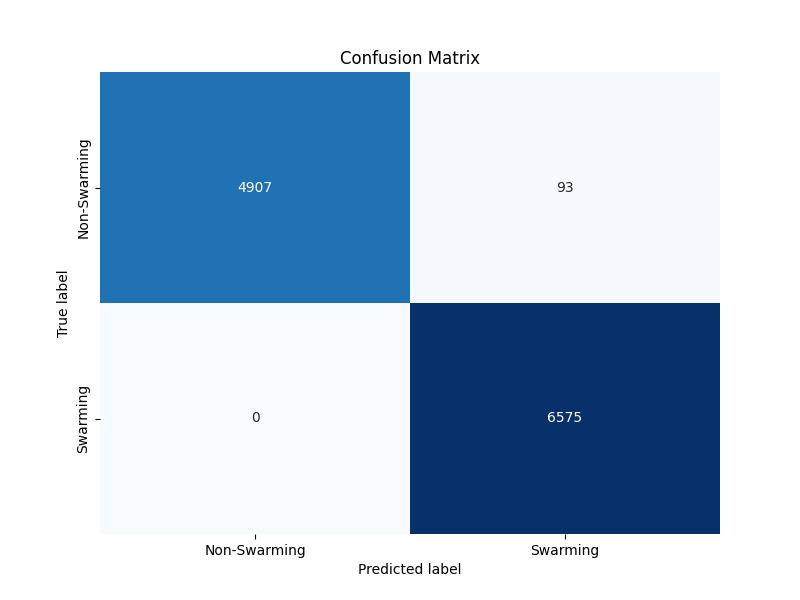 Confusion Matrix
True label
Non-Swarming
4907
93
Swarming
0
6575
Non-Swarming
Swarming
Predicted label